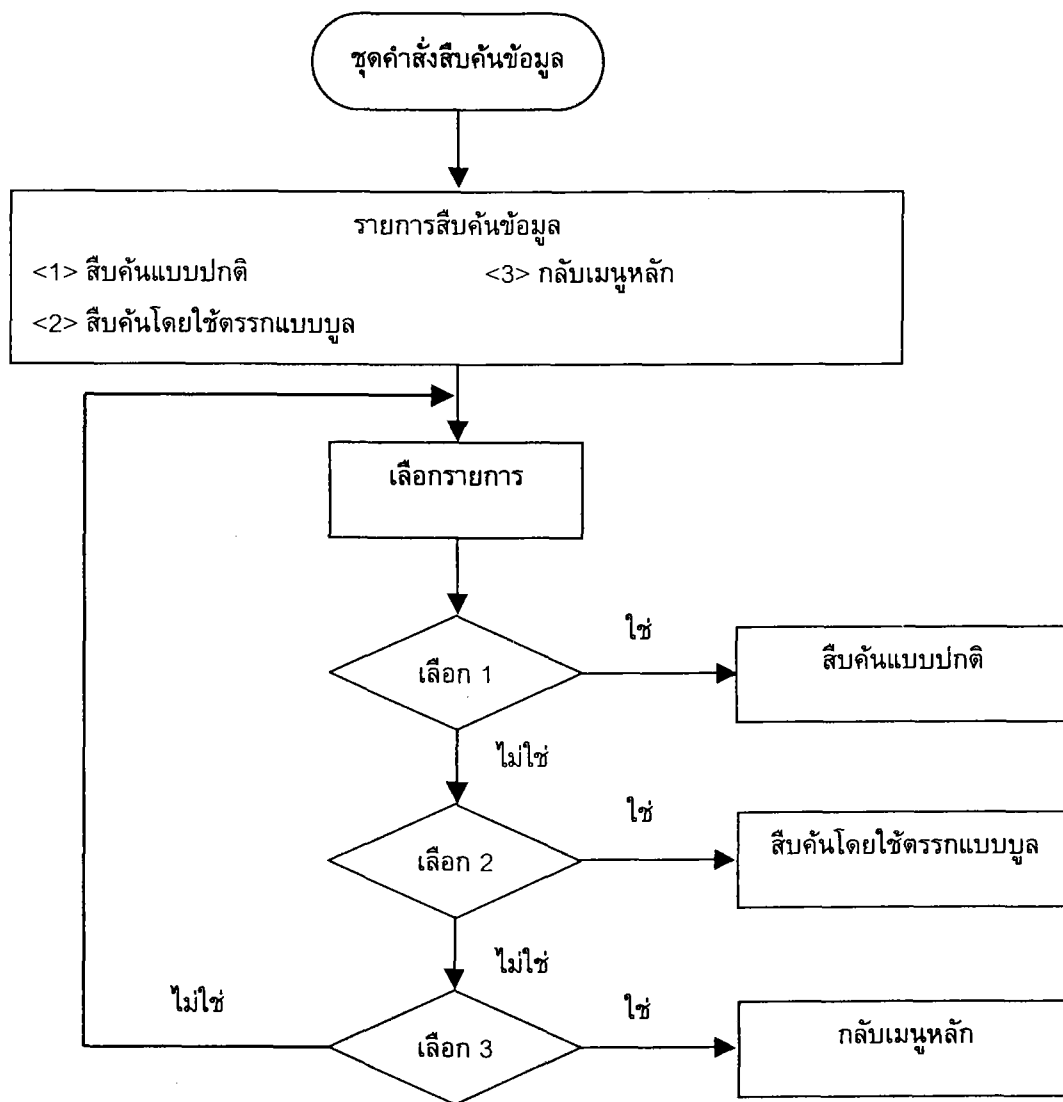 ชุดคำสั่งสืบค้นข้อมูล
รายการสืบค้นข้อมูล
<1> สืบค้นแบบปกติ
<3> กลับเมนูหลัก
<2> สืบค้นโดยใช้ตรรกแบบบูล
เลือกรายการ
เลือก 1
ใช่
สืบค้นแบบปกติ
ไม่ใช่
เลือก 2
ใช่
สืบค้นโดยใช้ตรรกแบบบูล
ไม่ใช่
ไม่ใช่
เลือก 3
ใช่
กลับเมนูหลัก